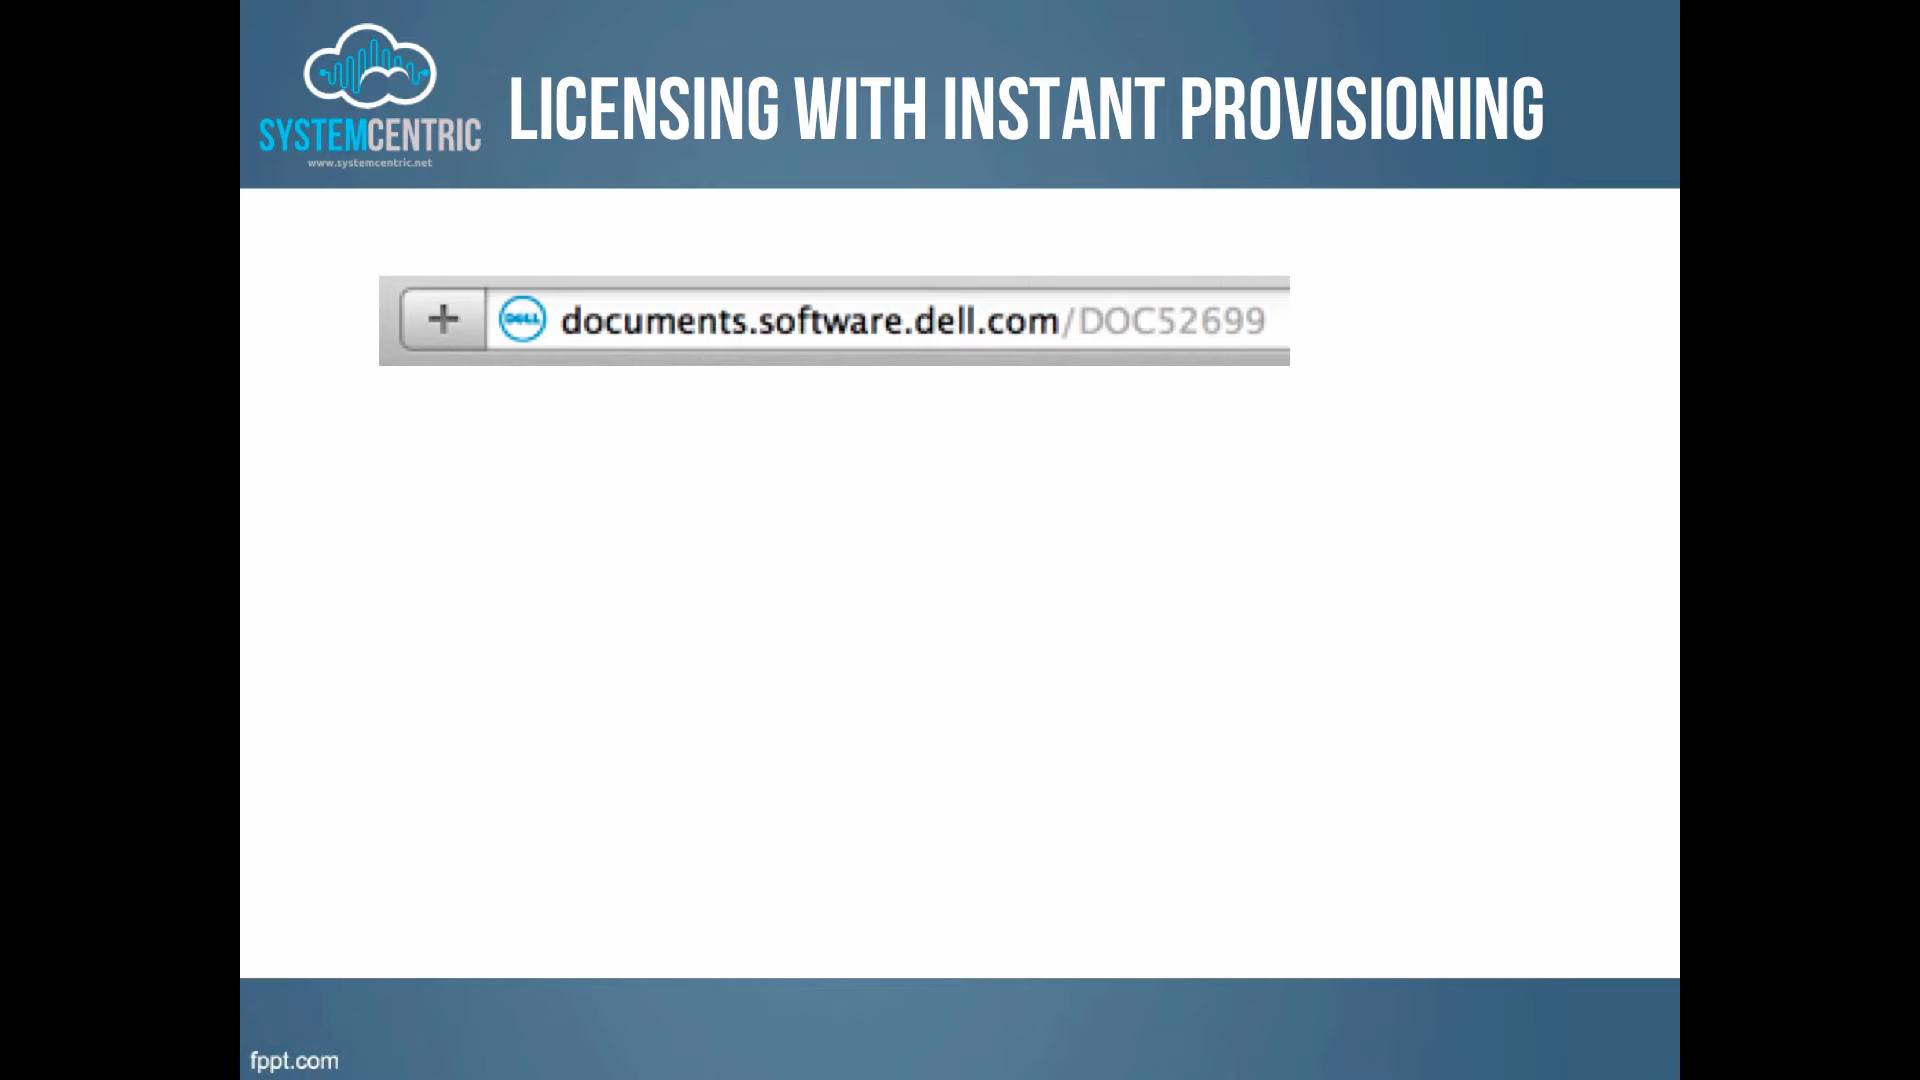 SYSTEMCENTRIC
www.systemcentric.net
LICENSING WITH INSTANT PROVISIONING
+
DELL
documents.software.dell.com/DOC52699
fppt.com